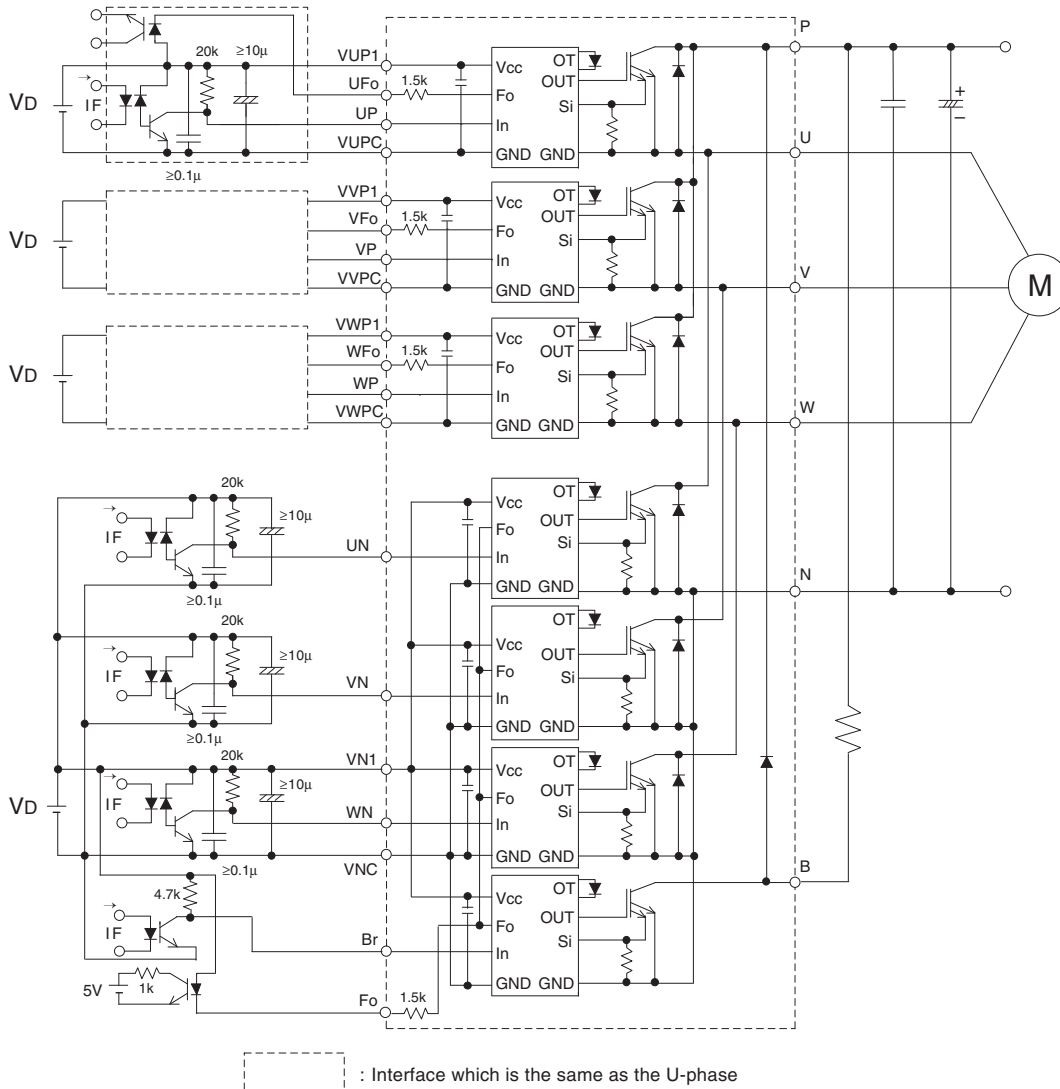 P
20k ≥10µ VUP1 Vcc OT
UFo 1.5k OUT
VD IF Fo Si
UP In
VUPC GND GND U
≥0.1µ
VVP1 Vcc OT
VFo 1.5k OUT
VD Fo Si
VP In
VVPC GND GND V
M
VWP1 Vcc OT
WFo 1.5k OUT
VD Fo Si
WP In
VWPC GND GND W
20k Vcc OT
IF ≥10µ Fo OUT
UN In Si
≥0.1µ GND GND N
20k Vcc OT
IF ≥10µ Fo OUT
VN In Si
≥0.1µ GND GND
20k VN1 Vcc OT
VD IF ≥10µ Fo OUT
WN In Si
≥0.1µ VNC GND GND
4.7k Vcc OT B
IF Fo OUT
Br In Si
5V 1k GND GND
Fo 1.5k
+
–
: Interface which is the same as the U-phase